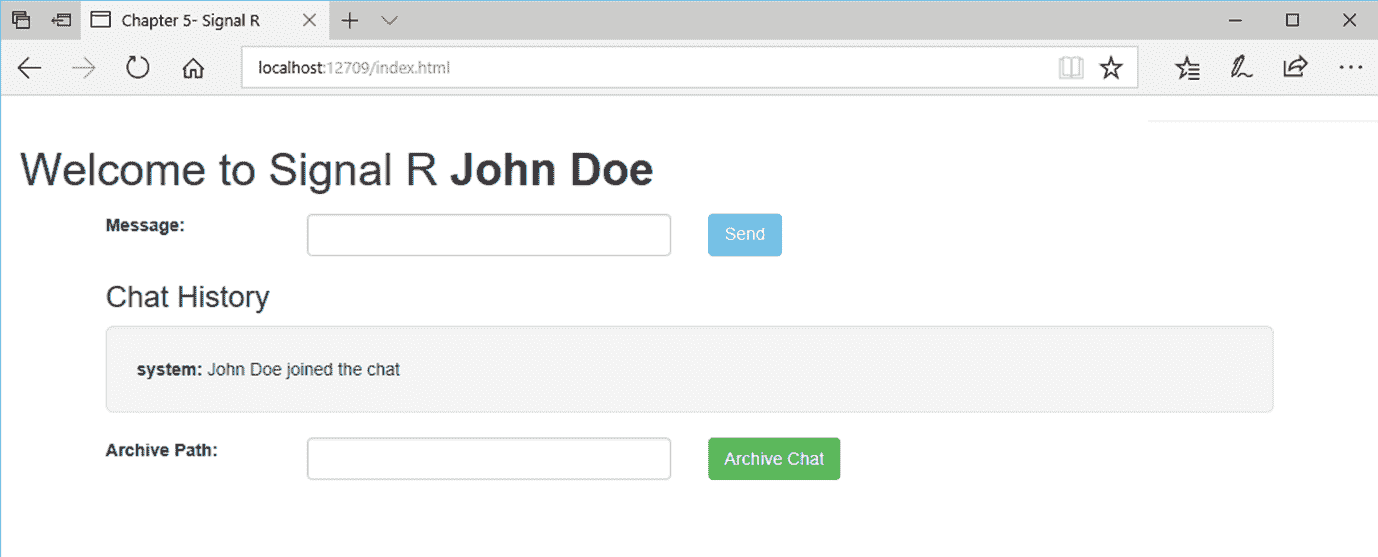 Chapter 5- Signal R
localhost:12709/index.html
Welcome to Signal R John Doe
Message:
Send
Chat History
system: John Doe joined the chat
Archive Path:
Archive Chat